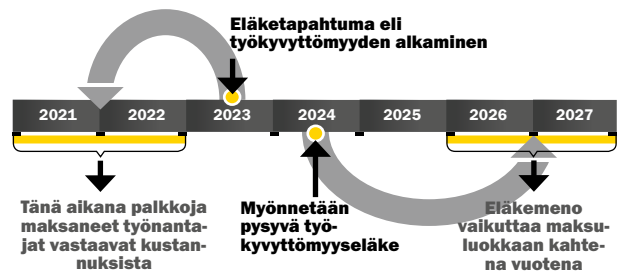 Eläketapahtuma eli
työkyvyttömyyden alkaminen
2021 2022 2023 2024 2025 2026 2027
Tänä aikana palkkoja
maksaneet työnanta-
jat vastaavat kustan-
nuksista
Myönnetään
pysyvä työ-
kyvyttömyyseläke
Eläkemeno
vaikuttaa maksu-
luokkaan kahte-
na vuotena